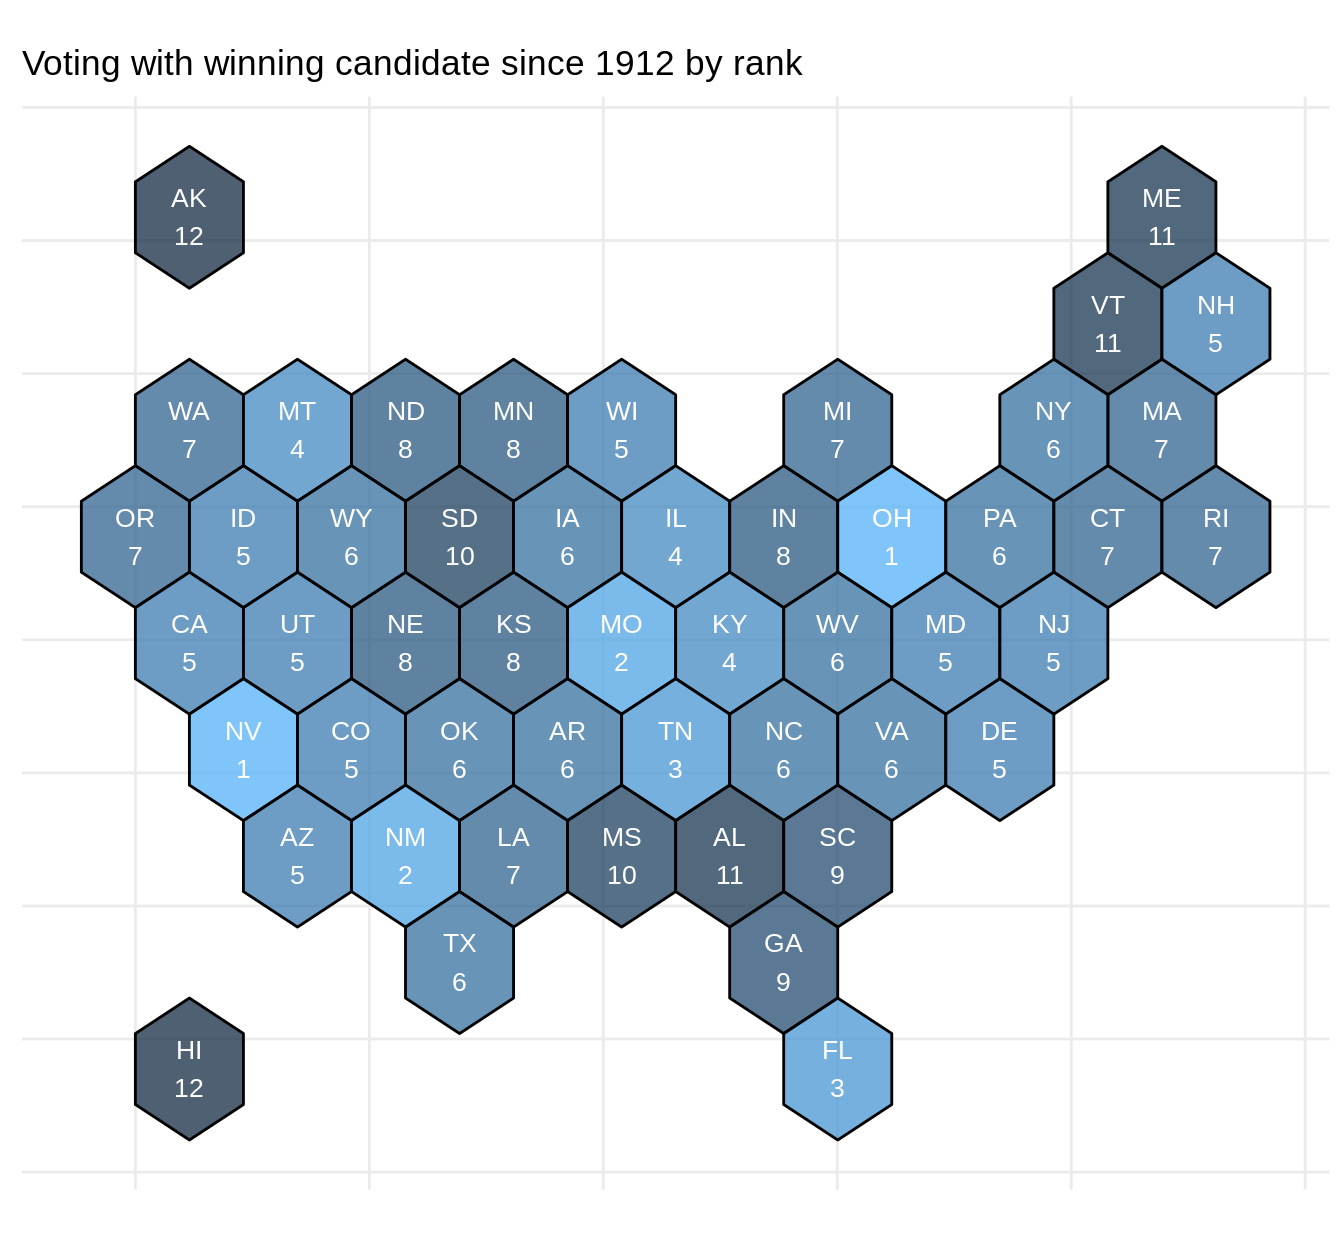 Voting with winning candidate since 1912 by rank
AK
12
ME
11
VT
11
NH
5
WA
7
MT
4
ND
8
MN
8
WI
5
MI
7
NY
6
MA
7
OR
7
ID
5
WY
6
SD
10
IA
6
IL
4
IN
8
OH
1
PA
6
CT
7
RI
7
CA
5
UT
5
NE
8
KS
8
MO
2
KY
4
WV
6
MD
5
NJ
5
NV
1
CO
5
OK
6
AR
6
TN
3
NC
6
VA
6
DE
5
AZ
5
NM
2
LA
7
MS
10
AL
11
SC
9
TX
6
GA
9
HI
12
FL
3